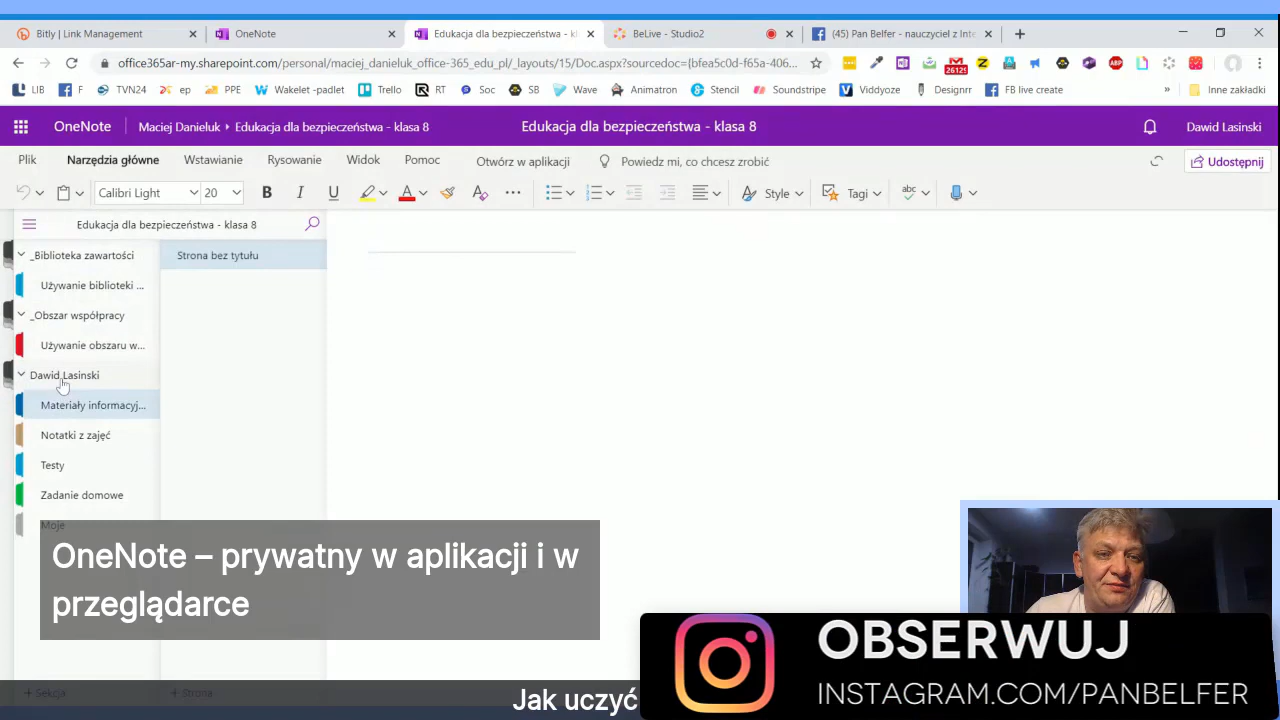 Bitly | Link Management
OneNote
Edukacja dla bezpieczeństwa - kl
BeLive - Studio2
(45) Pan Belfer - nauczyciel z Inte
office365ar-my.sharepoint.com/personal/maciej_danieluk_office-365_edu_pl/_layouts/15/Doc.aspx?sourcedoc={bfea5c0d-f65a-406...
26125
ABP
LIB
F
TVN24
ep
PPE
Wakelet -padlet
Trello
RT
Soc
SB
Wave
Animatron
Stencil
Soundstripe
Viddyoze
Designrr
FB live create
»
Inne zakładki
OneNote
Maciej Danieluk
Edukacja dla bezpieczeństwa - klasa 8
Edukacja dla bezpieczeństwa - klasa 8
Dawid Lasinski
Plik
Narzędzia główne
Wstawianie
Rysowanie
Widok
Pomoc
Otwórz w aplikacji
Powiedz mi, co chcesz zrobić
Udostępnij
Calibri Light
20
B
I
U
A
Style
Tagi
abc
Edukacja dla bezpieczeństwa - klasa 8
_Biblioteka zawartości
Strona bez tytułu
Używanie biblioteki ...
_Obszar współpracy
Używanie obszaru w...
Dawid Lasinski
Materiały informacyj...
Notatki z zajęć
Testy
Zadanie domowe
Moje
OneNote – prywatny w aplikacji i w
przeglądarce
+ Sekcja
+ Strona
Jak uczyć
OBSERWUJ
INSTAGRAM.COM/PANBELFER